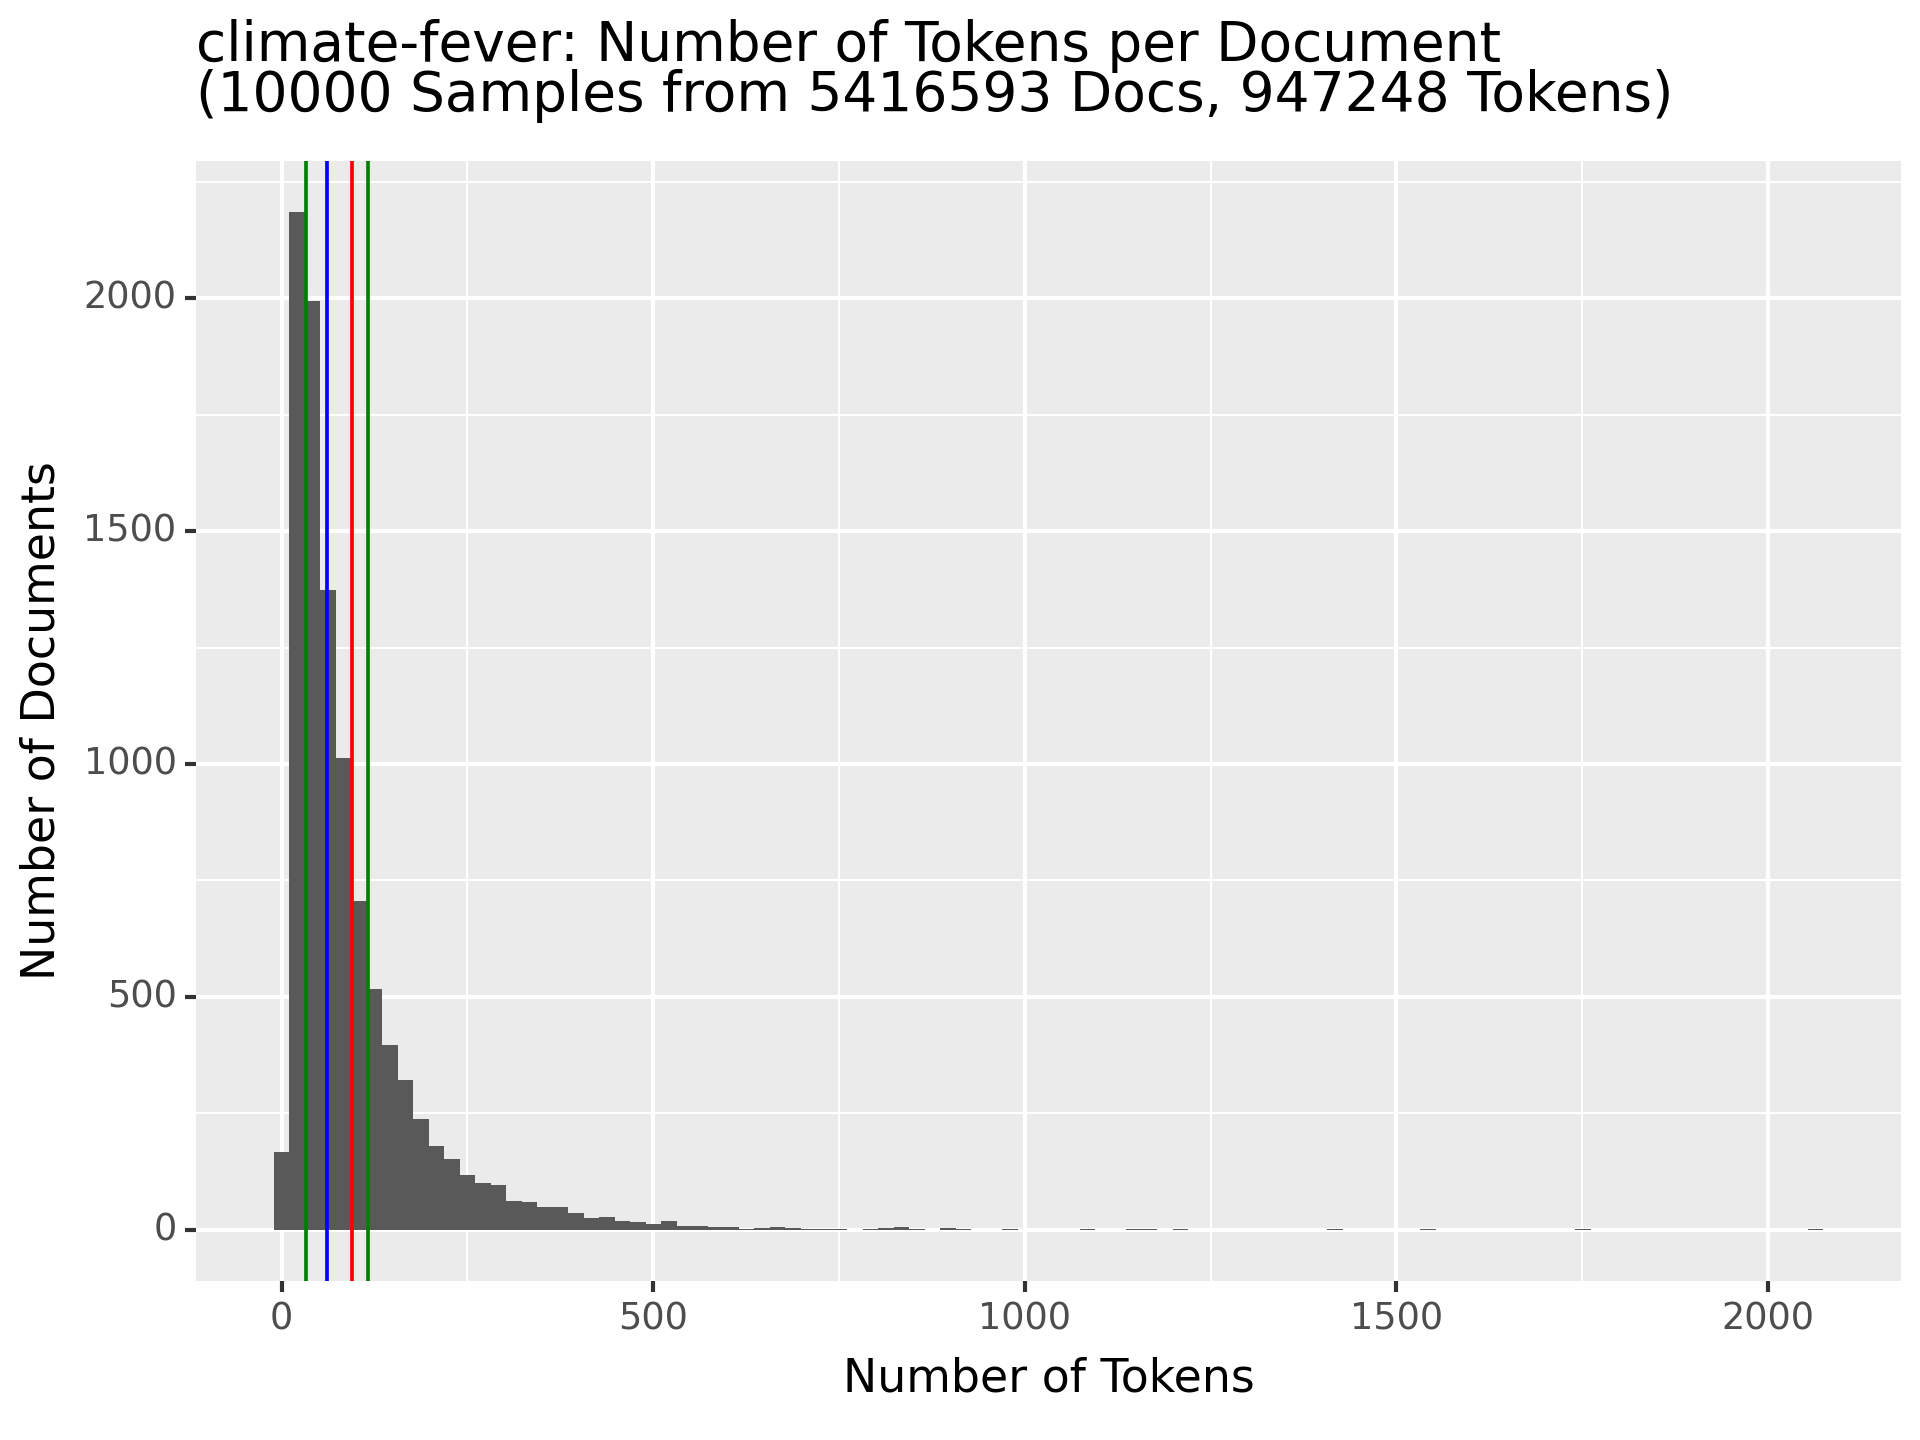 climate-fever: Number of Tokens per Document
(10000 Samples from 5416593 Docs, 947248 Tokens)
Number of Documents
2000
1500
1000
500
0
0 500 1000 1500 2000
Number of Tokens